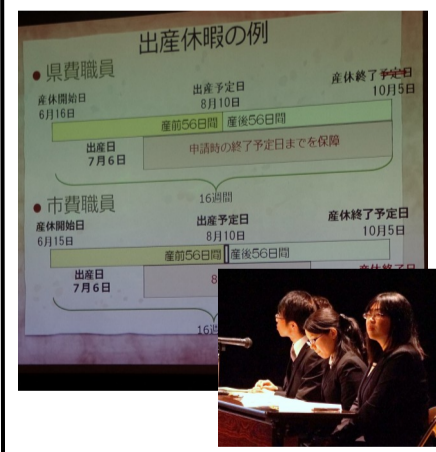 出産休暇の例
● 県費職員
産休開始日
6月16日
出産予定日
8月10日
産休終了予定日
10月5日
産前56日間 産後56日間
出産日
7月6日
申請時の終了予定日までを保障
16週間
● 市費職員
産休開始日
6月15日
出産予定日
8月10日
産休終了予定日
10月5日
産前56日間 産後56日間
出産日
7月6日
8
産休終了日
16週